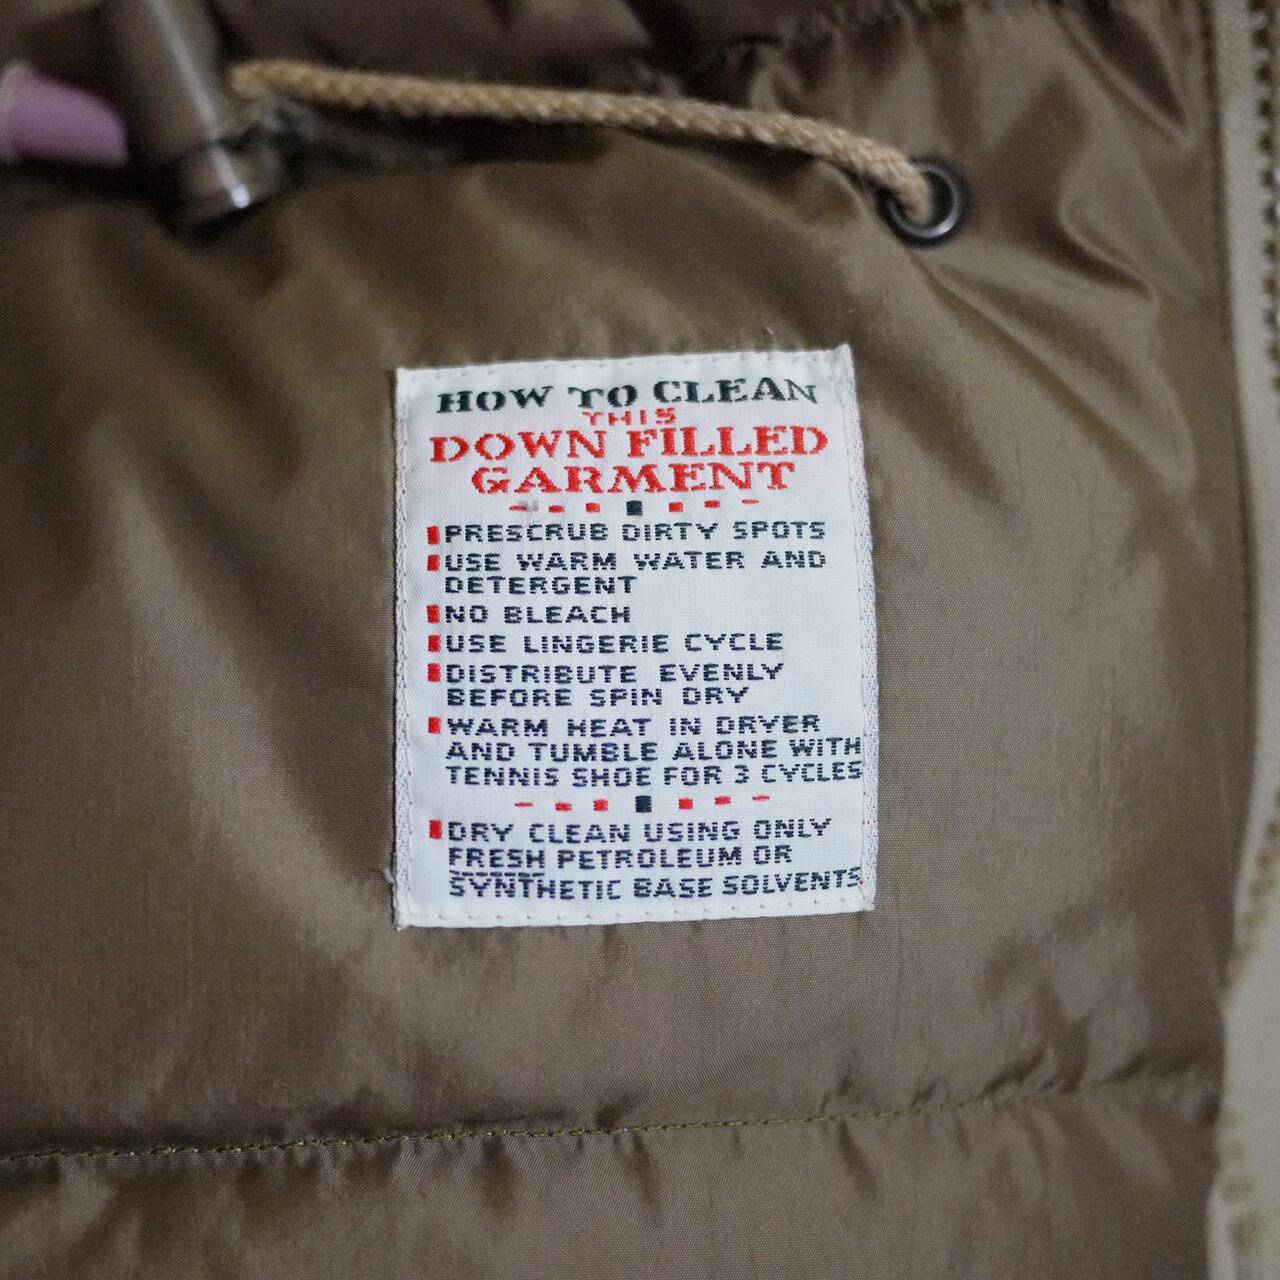 HOW TO CLEAN
THIS
DOWN FILLED
GARMENT
PRESCRUB DIRTY SPOTS
USE WARM WATER AND
DETERGENT
NO BLEACH
USE LINGERIE CYCLE
DISTRIBUTE EVENLY
BEFORE SPIN DRY
WARM HEAT IN DRYER
AND TUMBLE ALONE WITH
TENNIS SHOE FOR 3 CYCLES
DRY CLEAN USING ONLY
FRESH PETROLEUM OR
SYNTHETIC BASE SOLVENTS